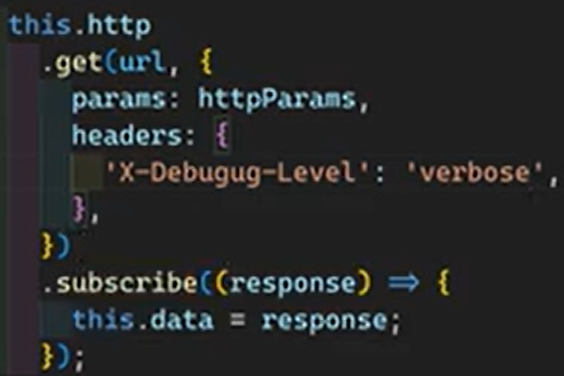 this.http
.get(url, {
params: httpParams,
headers: {
'X-Debugug-Level': 'verbose',
},
})
.subscribe((response) => {
this.data = response;
});